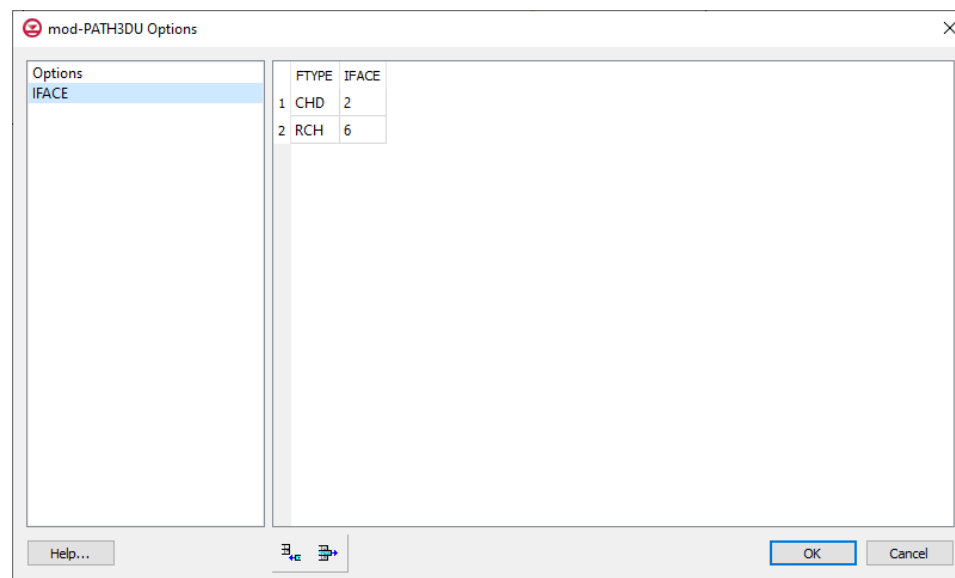 mod-PATH3DU Options
Options
IFACE
FTYPE IFACE
1 CHD 2
2 RCH 6
Help...
OK Cancel